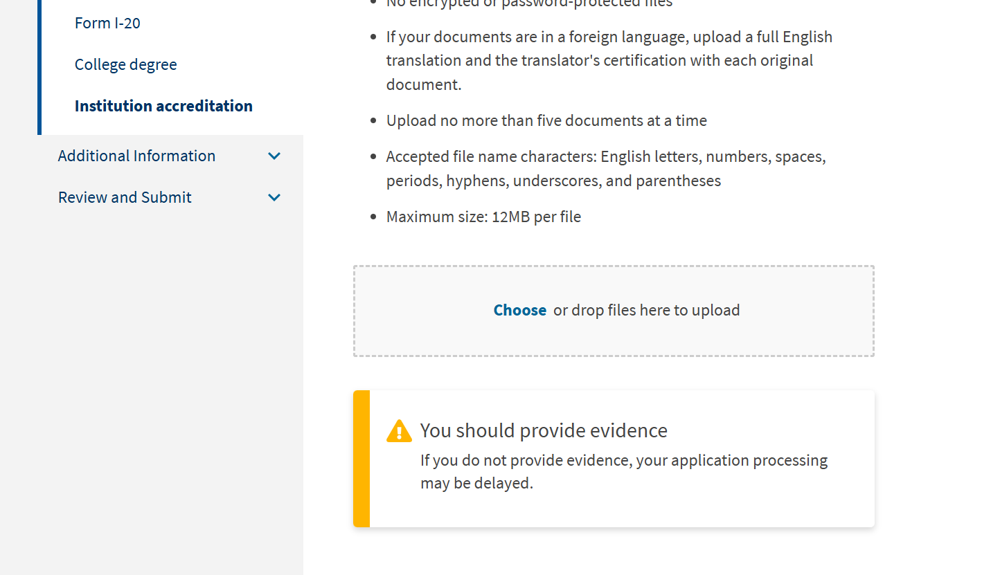 Form I-20
College degree
Institution accreditation
Additional Information
Review and Submit
No encrypted or password-protected files
If your documents are in a foreign language, upload a full English
translation and the translator's certification with each original
document.
Upload no more than five documents at a time
Accepted file name characters: English letters, numbers, spaces,
periods, hyphens, underscores, and parentheses
Maximum size: 12MB per file
Choose or drop files here to upload
You should provide evidence
If you do not provide evidence, your application processing
may be delayed.